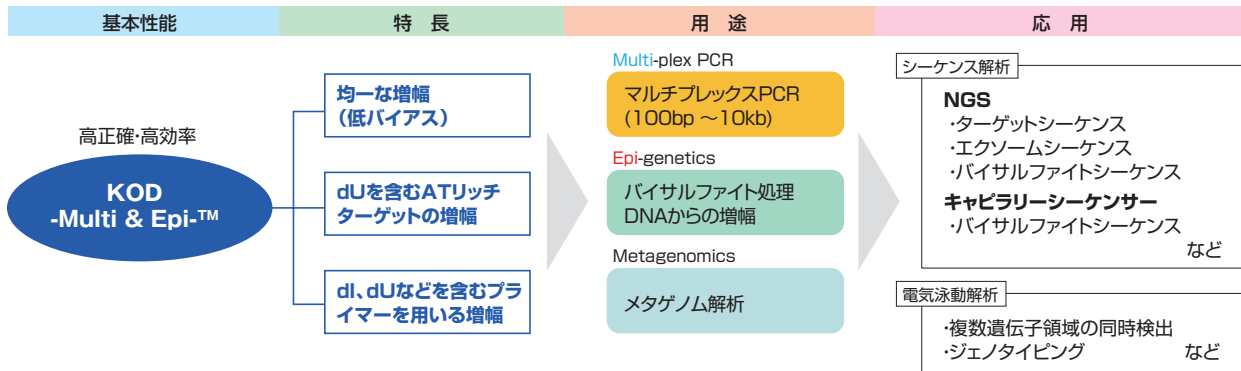 基本性能
特　長
用　途
応　用
高正確・高効率
KOD
-Multi & Epi-™
均一な増幅
（低バイアス）
dUを含むATリッチ
ターゲットの増幅
dI、dUなどを含むプラ
イマーを用いる増幅
Multi-plex PCR
マルチプレックスPCR
(100bp ～10kb)
Epi-genetics
バイサルファイト処理
DNAからの増幅
Metagenomics
メタゲノム解析
シーケンス解析
NGS
・ターゲットシーケンス
・エクソームシーケンス
・バイサルファイトシーケンス
キャピラリーシーケンサー
・バイサルファイトシーケンス
など
電気泳動解析
・複数遺伝子領域の同時検出
・ジェノタイピング　など